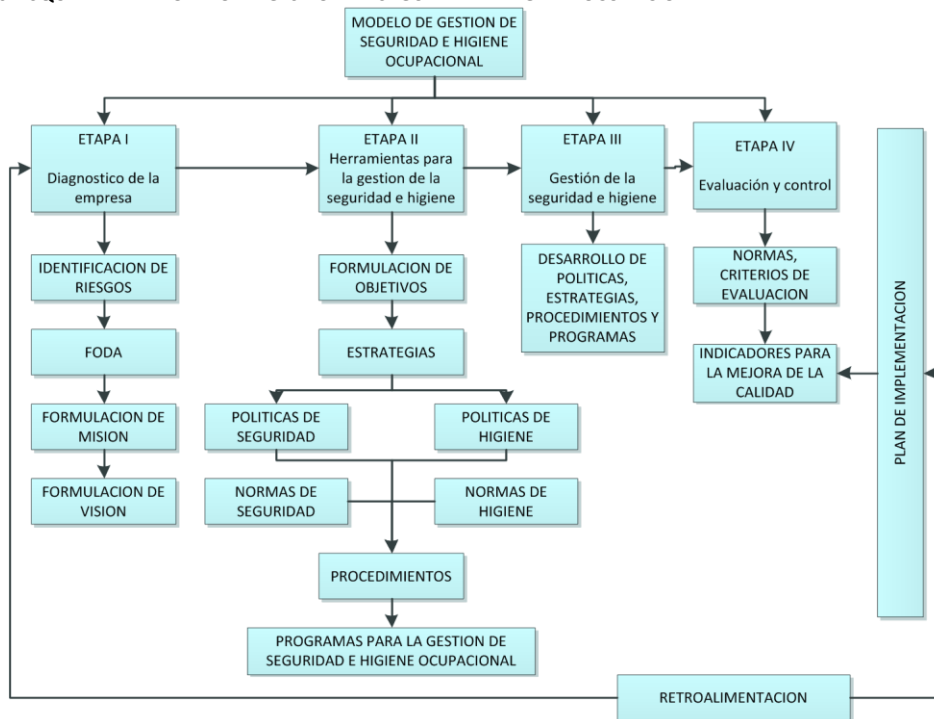 MODELO DE GESTION DE
SEGURIDAD E HIGIENE
OCUPACIONAL
ETAPA I
Diagnostico de la
empresa
ETAPA II
Herramientas para
la gestion de la
seguridad e higiene
ETAPA III
Gestión de la
seguridad e higiene
ETAPA IV
Evaluación y control
IDENTIFICACION DE
RIESGOS
FODA
FORMULACION DE
MISION
FORMULACION DE
VISION
FORMULACION DE
OBJETIVOS
ESTRATEGIAS
POLITICAS DE
SEGURIDAD
POLITICAS DE
HIGIENE
NORMAS DE
SEGURIDAD
NORMAS DE
HIGIENE
PROCEDIMIENTOS
PROGRAMAS PARA LA GESTION DE
SEGURIDAD E HIGIENE OCUPACIONAL
DESARROLLO DE
POLITICAS,
ESTRATEGIAS,
PROCEDIMIENTOS Y
PROGRAMAS
NORMAS,
CRITERIOS DE
EVALUACION
INDICADORES PARA
LA MEJORA DE LA
CALIDAD
PLAN DE IMPLEMENTACION
RETROALIMENTACION